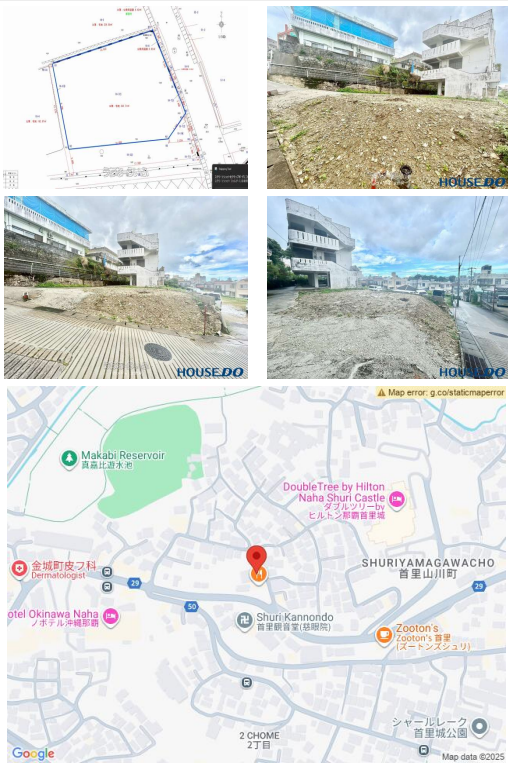 HOUSE DO
HOUSE DO
HOUSE DO
Map error: g.co/staticmaperror
Makabi Reservoir
真嘉比遊水池
DoubleTree by Hilton
Naha Shuri Castle
ダブルツリーby
ヒルトン那覇首里城
SHURIYAMAGAWACHO
首里山川町
金城町皮フ科
Dermatologist
29
29
50
otel Okinawa Naha
ノボテル沖縄那覇
Shuri Kannondo
首里観音堂(慈眼院)
Zooton's
Zooton's 首里
(ズートンズシュリ)
2 CHOME
2丁目
シャールレーク
首里城公園
Google
Map data ©2025